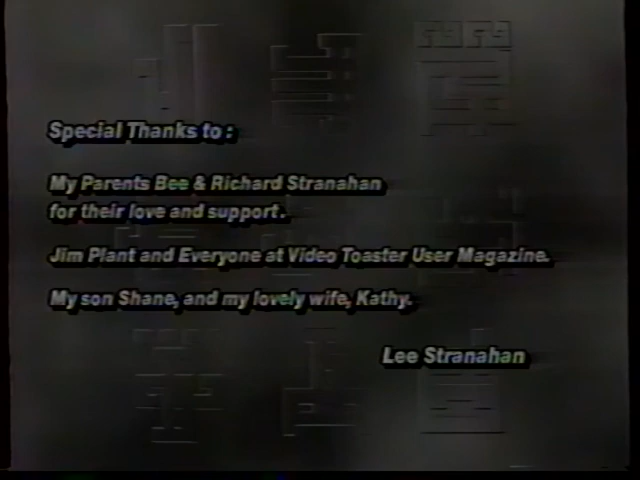 Special Thanks to:
My Parents Bee & Richard Stranahan
for their love and support.
Jim Plant and Everyone at Video Toaster User Magazine.
My son Shane, and my lovely wife, Kathy.
Lee Stranahan